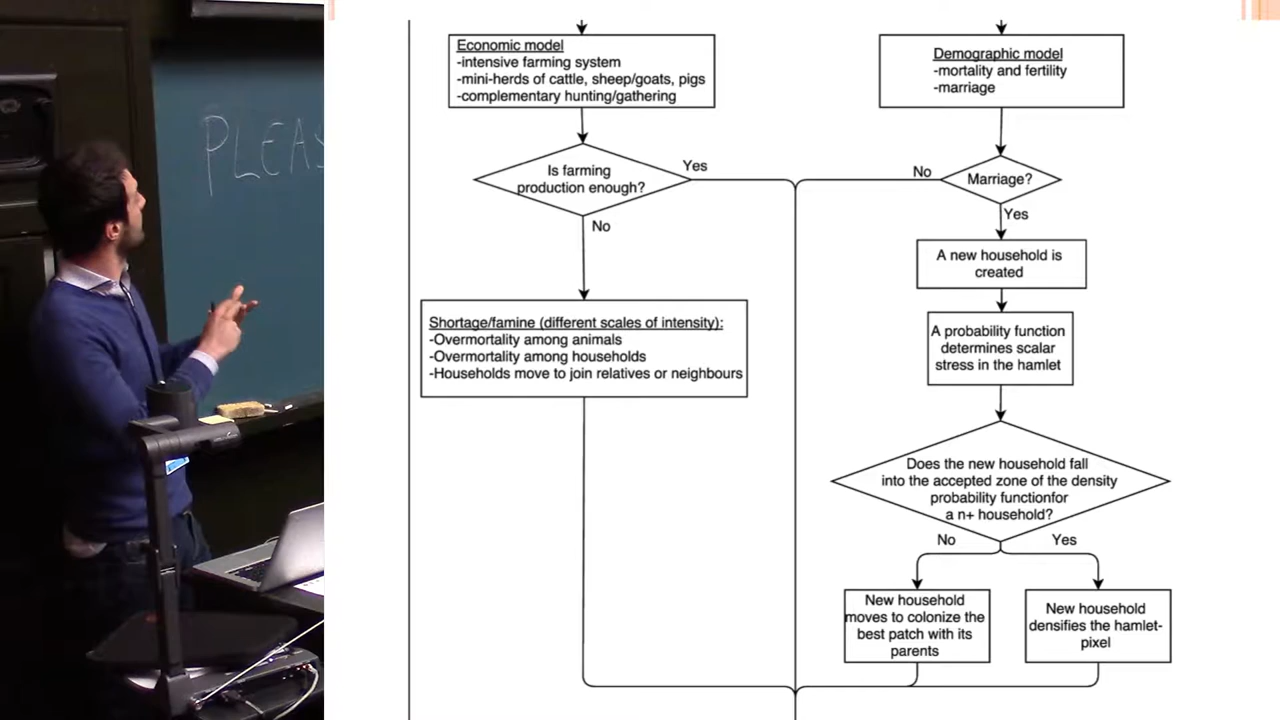 PLEAS
Economic model
-intensive farming system
-mini-herds of cattle, sheep/goats, pigs
-complementary hunting/gathering
Is farming
production enough?
Yes
No
Shortage/famine (different scales of intensity):
-Overmortality among animals
-Overmortality among households
-Households move to join relatives or neighbours
Demographic model
-mortality and fertility
-marriage
Marriage?
No
Yes
A new household is
created
A probability function
determines scalar
stress in the hamlet
Does the new household fall
into the accepted zone of the density
probability functionfor
a n+ household?
No
Yes
New household
moves to colonize the
best patch with its
parents
New household
densifies the hamlet-
pixel